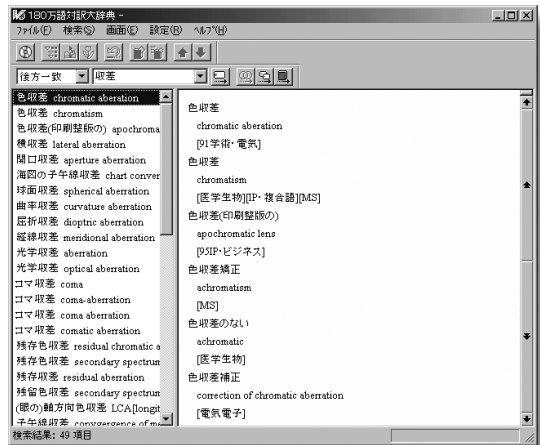 180万語対訳大辞典 -
ファイル(F) 検索(S) 画面(E) 設定(R) ヘルプ(H)
後方一致 収差
色収差 chromatic aberation
色収差 chromatism
色収差(印刷整版の) apochroma
横収差 lateral aberration
開口収差 aperture aberration
海図の子午線収差 chart conver
球面収差 spherical aberration
曲率収差 curvature aberration
屈折収差 dioptric aberration
縦線収差 meridional aberration
光学収差 aberration
光学収差 optical aberration
コマ収差 coma
コマ収差 coma-aberration
コマ収差 coma aberration
コマ収差 comatic aberration
残存色収差 residual chromatic a
残存色収差 secondary spectrum
残存収差 residual aberration
残留色収差 secondary spectrum
(眼の)軸方向色収差 LCA[longit
子午線収差 convergence of m
色収差
chromatic aberation
[91学術・電気]
色収差
chromatism
[医学生物][IP・複合語][MS]
色収差(印刷整版の)
apochromatic lens
[95IP・ビジネス]
色収差矯正
achromatism
[MS]
色収差のない
achromatic
[医学生物]
色収差補正
correction of chromatic aberration
[電気電子]
検索結果: 49 項目